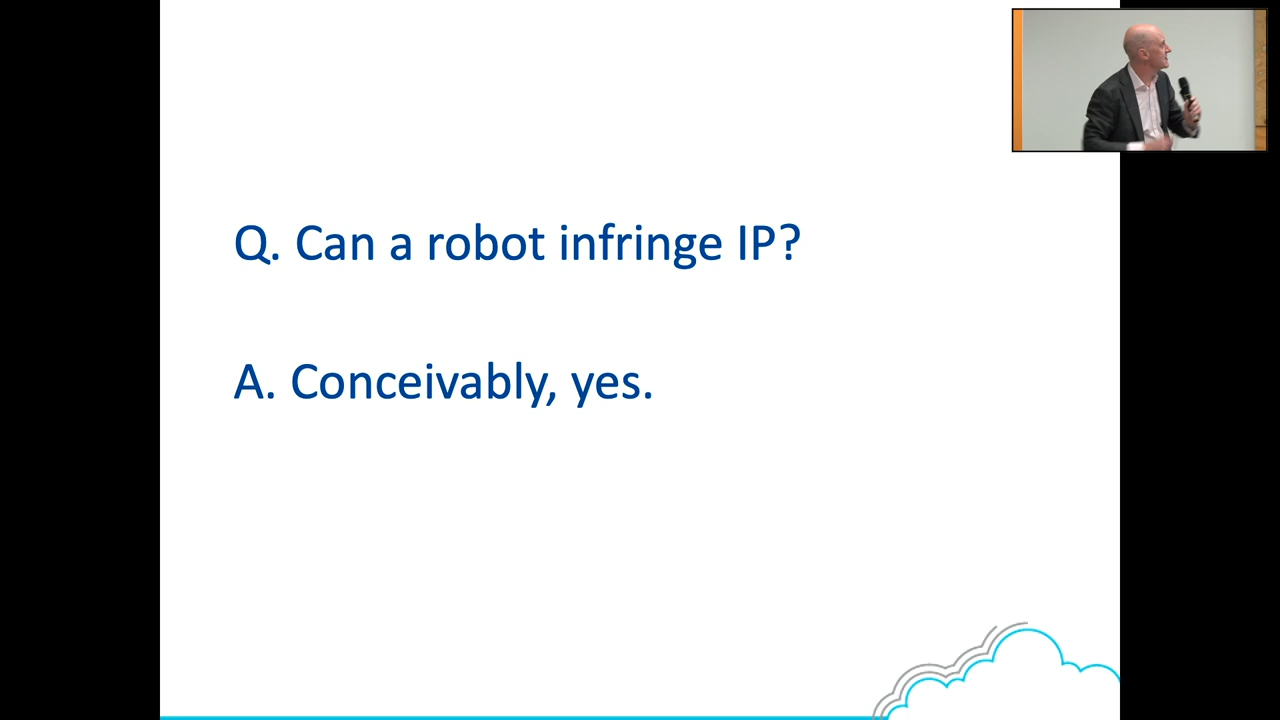 Q. Can a robot infringe IP?
A. Conceivably, yes.